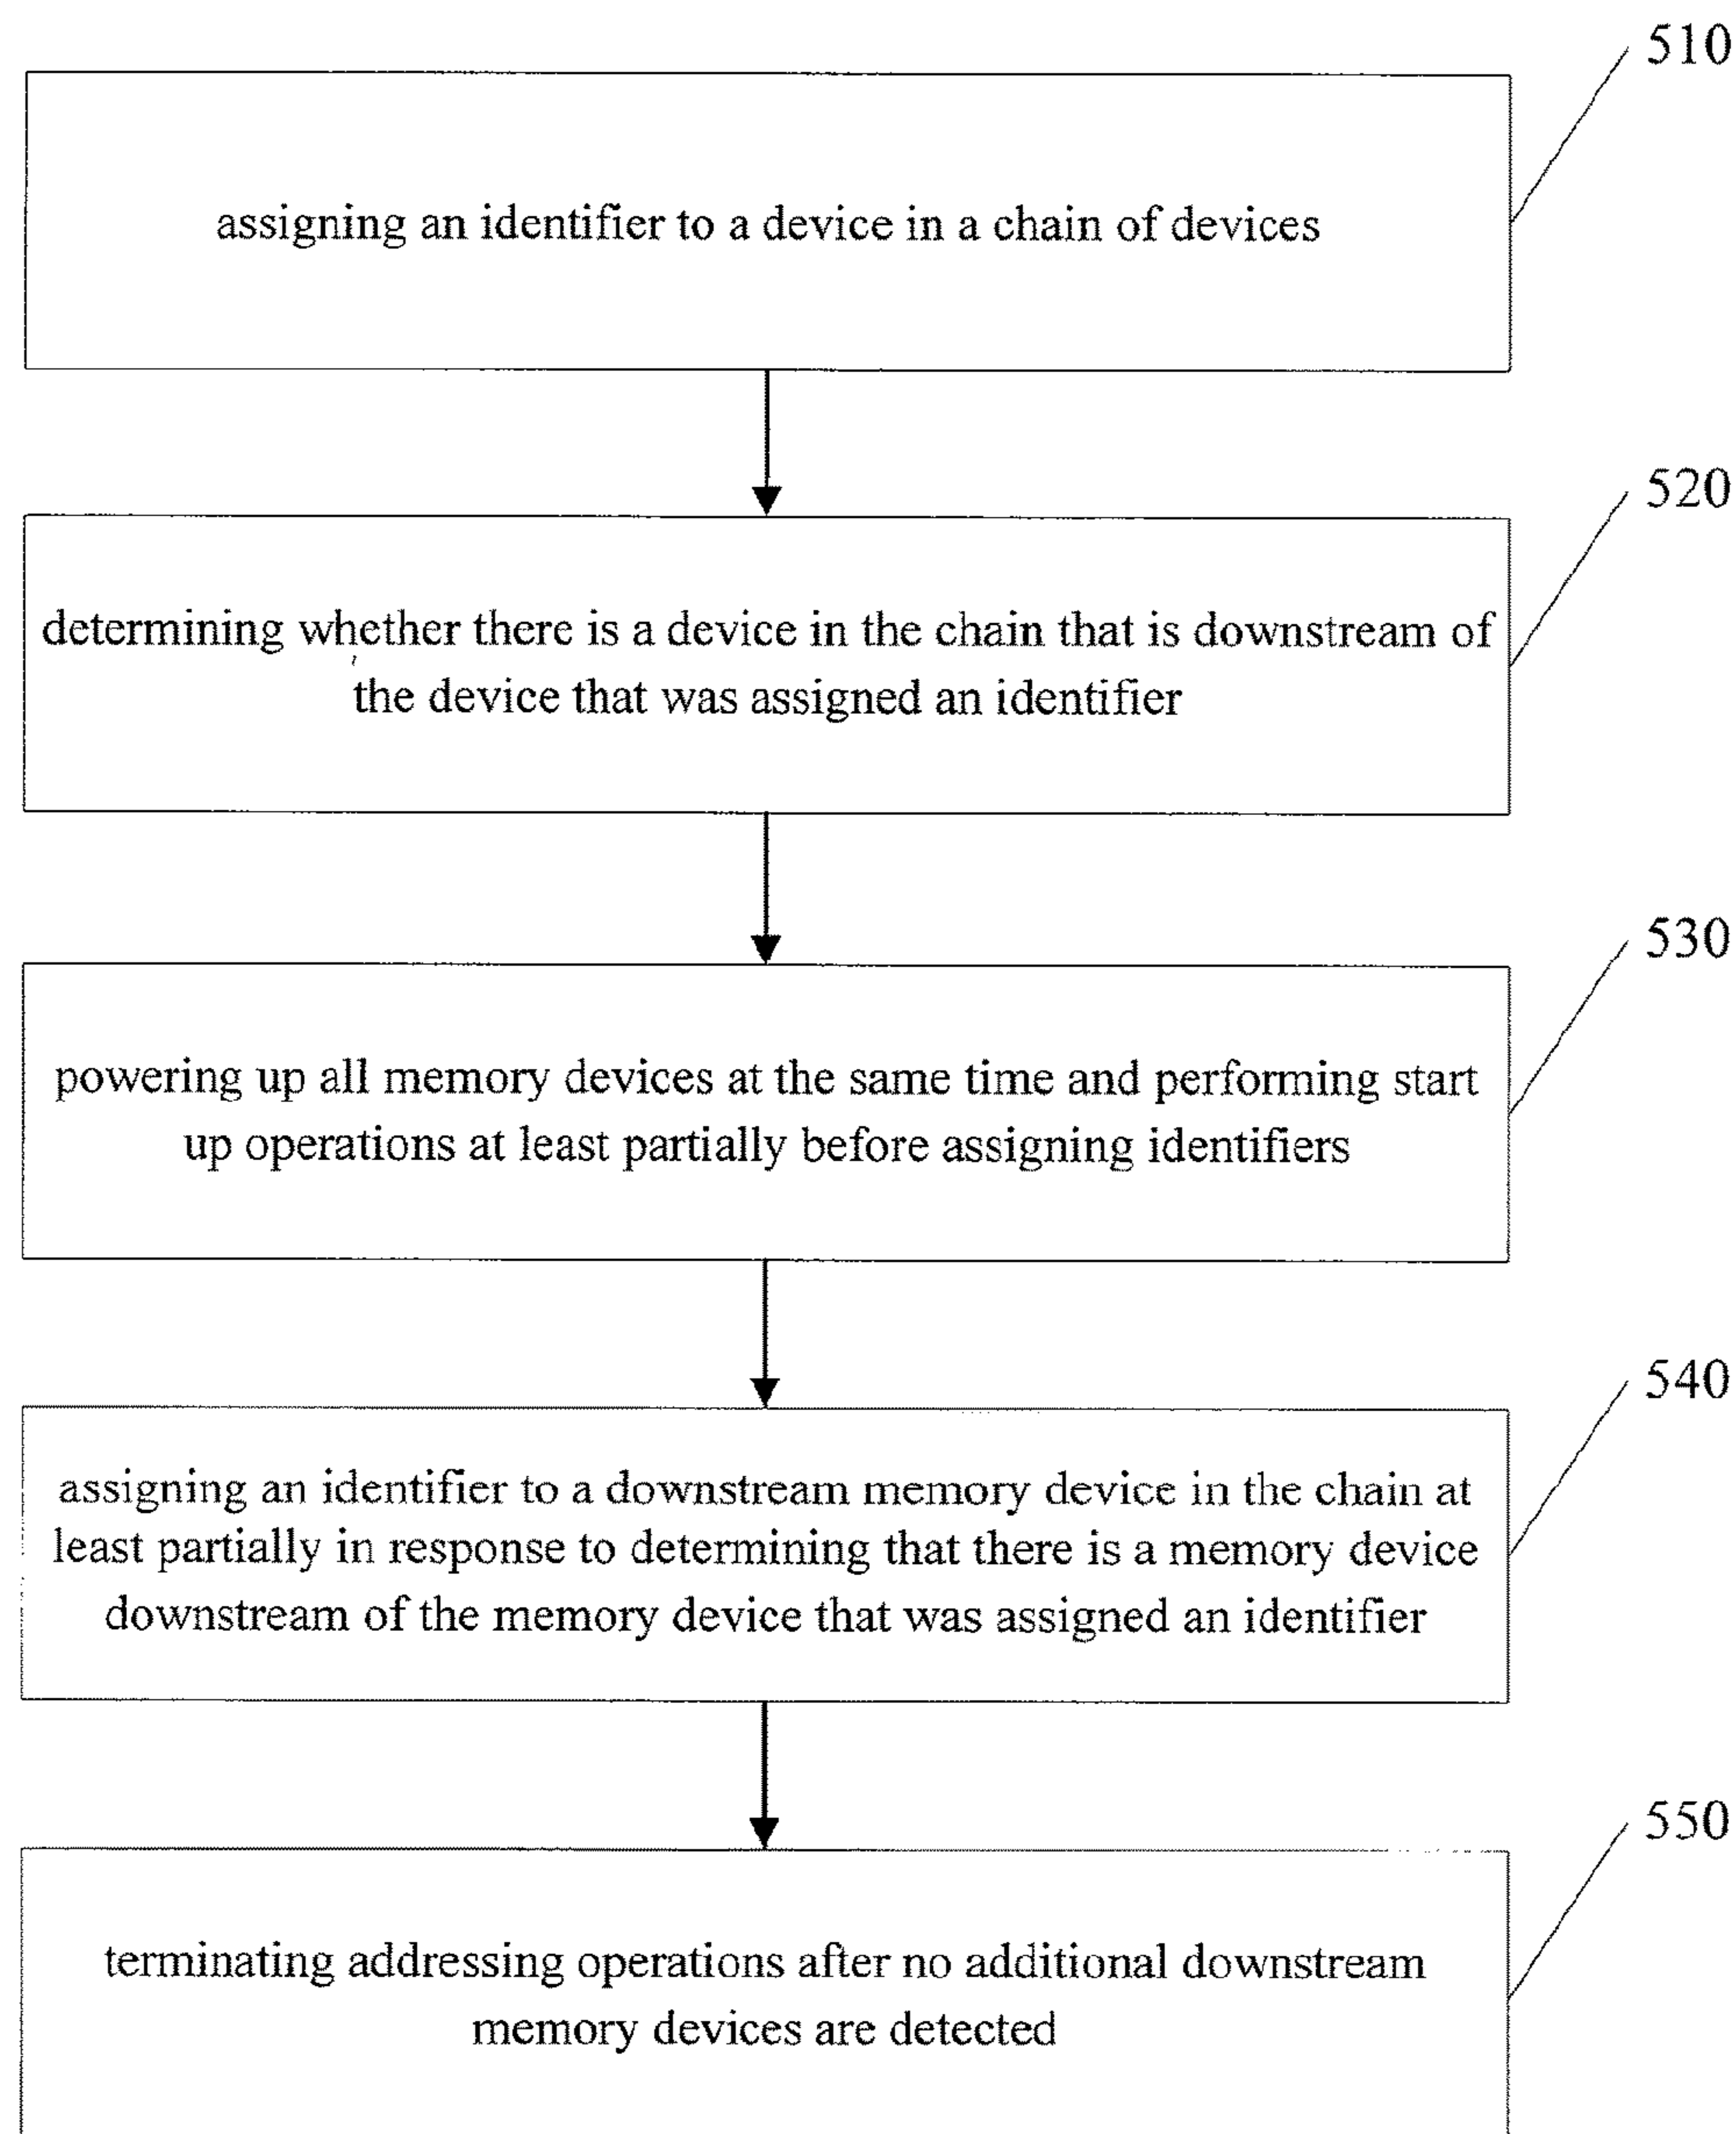 510
assigning an identifier to a device in a chain of devices
520
determining whether there is a device in the chain that is downstream of
the device that was assigned an identifier
530
powering up all memory devices at the same time and performing start
up operations at least partially before assigning identifiers
540
assigning an identifier to a downstream memory device in the chain at
least partially in response to determining that there is a memory device
downstream of the memory device that was assigned an identifier
550
terminating addressing operations after no additional downstream
memory devices are detected